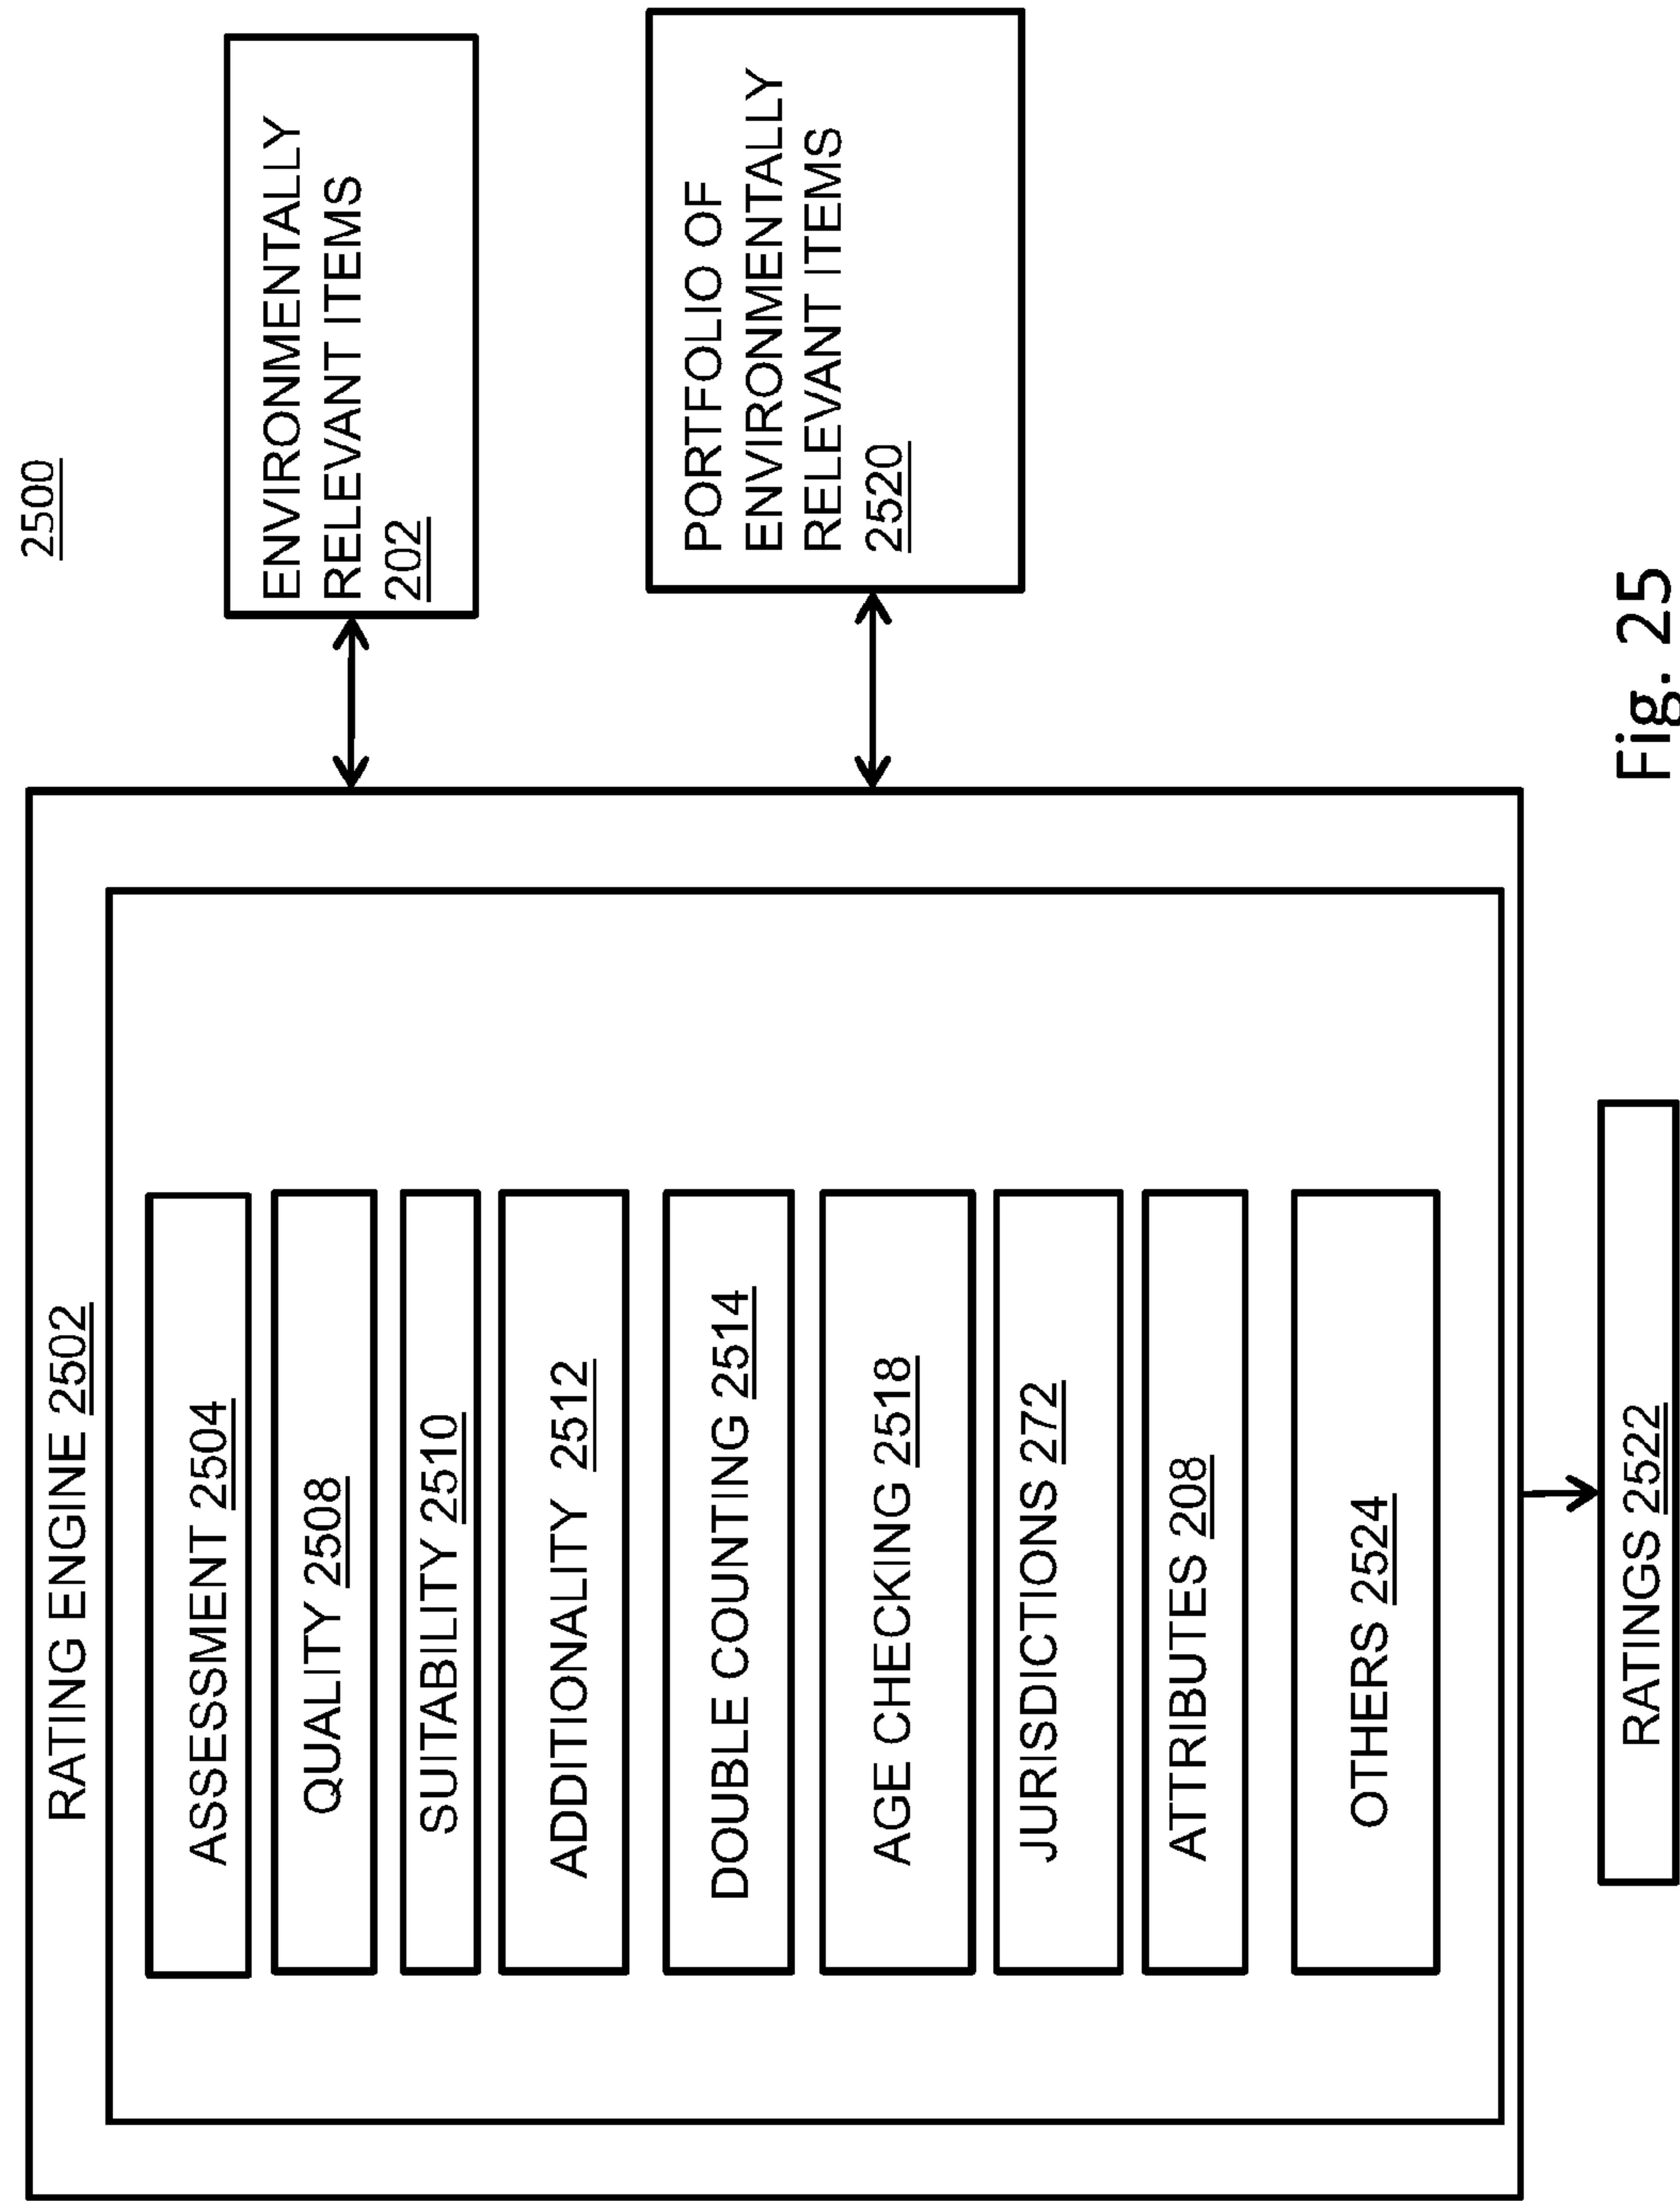 2500
RATING ENGINE 2502
ASSESSMENT 2504
QUALITY 2508
SUITABILITY 2510
ADDITIONALITY 2512
DOUBLE COUNTING 2514
AGE CHECKING 2518
JURISDICTIONS 272
ATTRIBUTES 208
OTHERS 2524
ENVIRONMENTALLY
RELEVANT ITEMS
202
PORTFOLIO OF
ENVIRONMENTALLY
RELEVANT ITEMS
2520
RATINGS 2522
Fig. 25